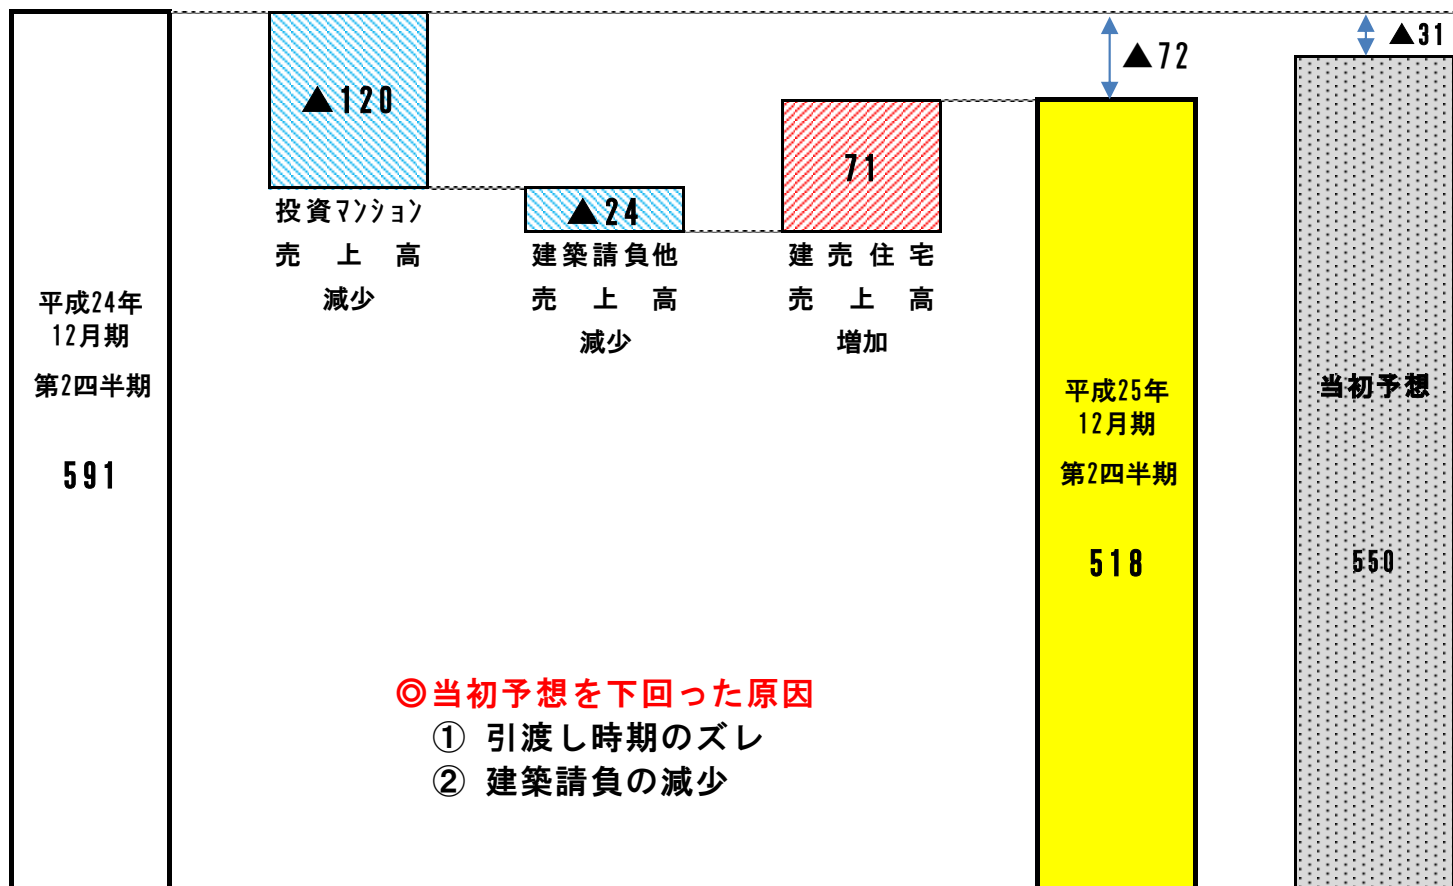 平成24年
12月期
第2四半期
591
▲120
投資ﾏﾝｼｮﾝ
売上高
減少
▲24
建築請負他
売上高
減少
71
建売住宅
売上高
増加
▲72
平成25年
12月期
第2四半期
518
▲31
当初予想
550
◎当初予想を下回った原因
① 引渡し時期のズレ
② 建築請負の減少